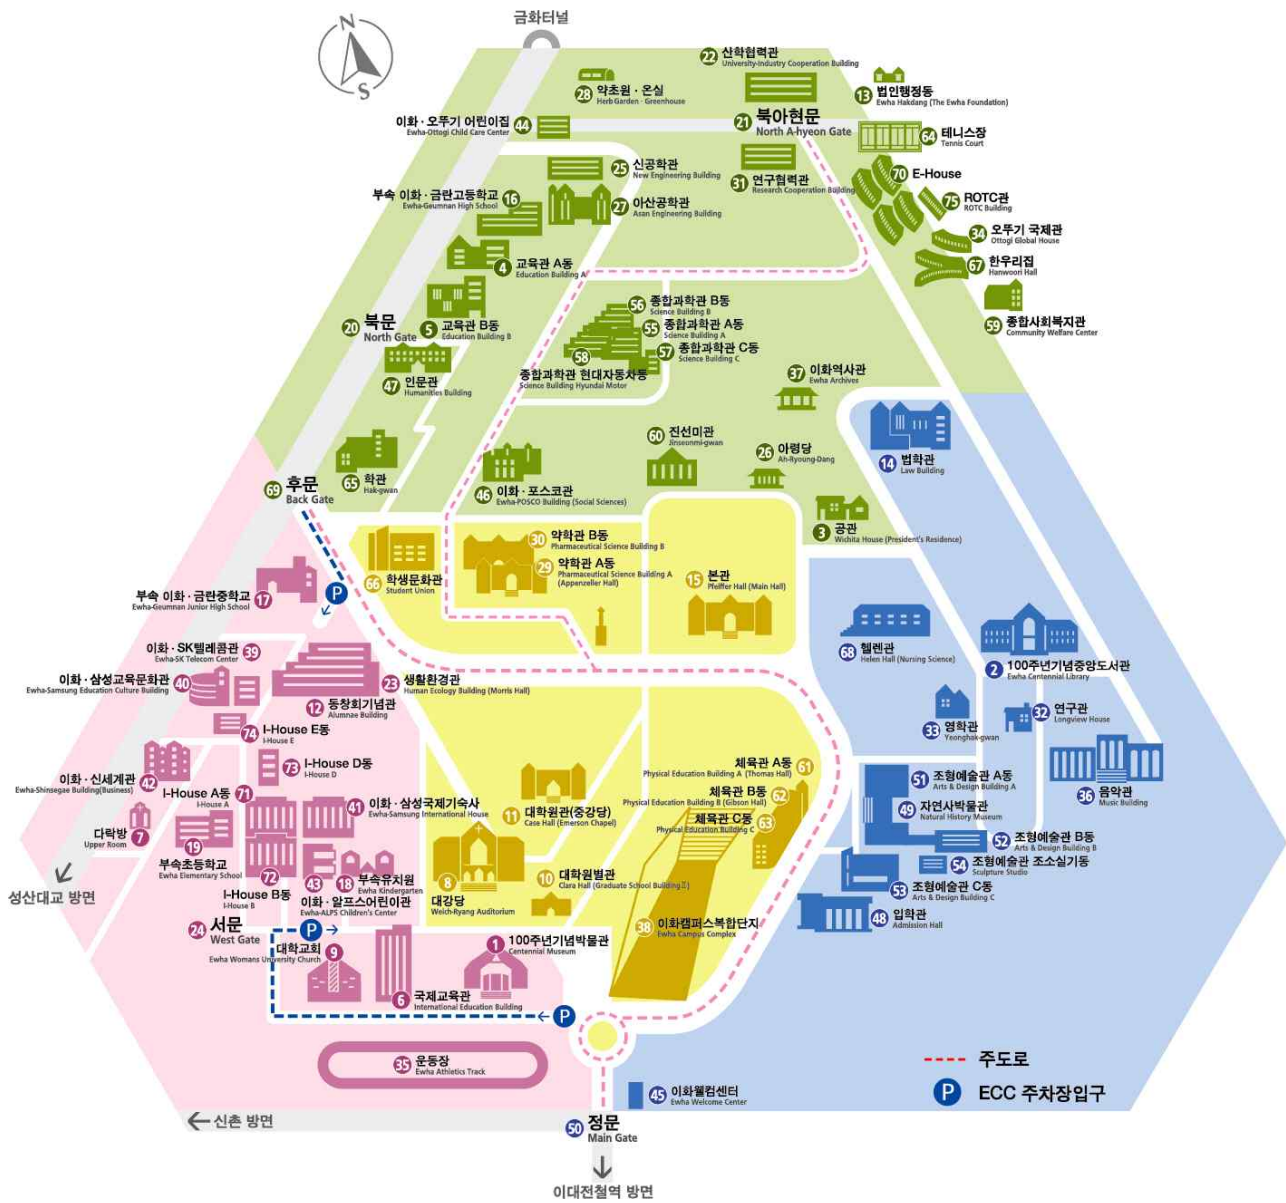 금화터널
N
S
22 산학협력관
University-Industry Cooperation Building
28 약초원 · 온실
Herb Garden · Greenhouse
13 법인행정동
Ewha Hakdang (The Ewha Foundation)
이화 · 오뚜기 어린이집 44
Ewha-Ottogi Child Care Center
21 북아현문
North A-hyeon Gate
64 테니스장
Tennis Court
25 신공학관
New Engineering Building
31 연구협력관
Research Cooperation Building
70 E-House
부속 이화 · 금란고등학교 16
Ewha-Geumnan High School
27 아산공학관
Asan Engineering Building
75 ROTC관
ROTC Building
34 오뚜기 국제관
Ottogi Global House
4 교육관 A동
Education Building A
67 한우리집
Hanwoori Hall
56 종합과학관 B동
Science Building B
20 북문
North Gate
5 교육관 B동
Education Building B
55 종합과학관 A동
Science Building A
59 종합사회복지관
Community Welfare Center
57 종합과학관 C동
Science Building C
58
종합과학관 현대자동차동
Science Building Hyundai Motor
47 인문관
Humanities Building
37 이화역사관
Ewha Archives
60 진선미관
Jinseonmi-gwan
26 아령당
Ah-Ryoung-Dang
14 법학관
Law Building
65 학관
Hak-gwan
69 후문
Back Gate
46 이화 · 포스코관
Ewha-POSCO Building (Social Sciences)
3 공관
Wichita House (President's Residence)
30 약학관 B동
Pharmaceutical Science Building B
29 약학관 A동
Pharmaceutical Science Building A
(Appenzeller Hall)
66 학생문화관
Student Union
15 본관
Pfeiffer Hall (Main Hall)
부속 이화 · 금란중학교 17
Ewha-Geumnan Junior High School
P
이화 · SK텔레콤관 39
Ewha-SK Telecom Center
68 헬렌관
Helen Hall (Nursing Science)
2 100주년기념중앙도서관
Ewha Centennial Library
이화 · 삼성교육문화관 40
Ewha-Samsung Education Culture Building
23 생활환경관
Human Ecology Building (Morris Hall)
12 동창회기념관
Alumnae Building
74 I-House E동
I-House E
33 영학관
Yeonghak-gwan
32 연구관
Longview House
73 I-House D동
I-House D
이화 · 신세계관 42
Ewha-Shinsegae Building(Business)
체육관 A동 61
Physical Education Building A (Thomas Hall)
51 조형예술관 A동
Arts & Design Building A
36 음악관
Music Building
I-House A동 71
I-House A
체육관 B동 62
Physical Education Building B (Gibson Hall)
41 이화 · 삼성국제기숙사
Ewha-Samsung International House
11 대학원관(중강당)
Case Hall (Emerson Chapel)
49 자연사박물관
Natural History Museum
체육관 C동 63
Physical Education Building C
다락방 7
Upper Room
19
부속초등학교
Ewha Elementary School
52 조형예술관 B동
Arts & Design Building B
54 조형예술관 조소실기동
Sculpture Studio
10 대학원별관
Clara Hall (Graduate School Building Ⅱ)
72
I-House B동
I-House B
43
18 부속유치원
Ewha Kindergarten
이화 · 알프스어린이관
Ewha-ALPS Children's Center
8
대강당
Welch-Ryang Auditorium
53 조형예술관 C동
Arts & Design Building C
성산대교 방면
48 입학관
Admission Hall
24 서문
West Gate
P
38 이화캠퍼스복합단지
Ewha Campus Complex
대학교회 9
Ewha Womans University Church
1 100주년기념박물관
Centennial Museum
6 국제교육관
International Education Building
P
35 운동장
Ewha Athletics Track
주도로
P ECC 주차장입구
45 이화웰컴센터
Ewha Welcome Center
신촌 방면
50 정문
Main Gate
이대전철역 방면